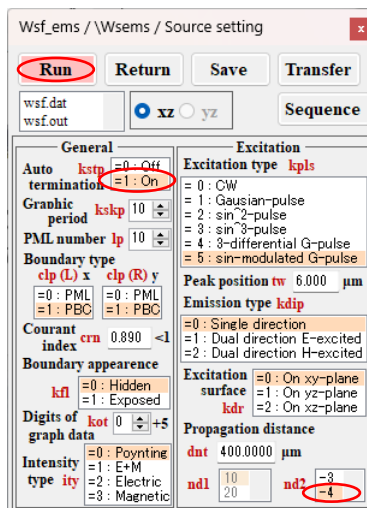 Wsf_ems / \Wsems / Source setting
x
Run Return Save Transfer
wsf.dat
wsf.out
xz yz
Sequence
General
Auto termination kstp
=0 : Off
=1 : On
Graphic period kskp 10
PML number lp 10
Boundary type
clp (L) x clp (R) y
=0 : PML =0 : PML
=1 : PBC =1 : PBC
Courant index crn 0.890 <1
Boundary appearence
kfl =0 : Hidden
=1 : Exposed
Digits of graph data kot 0 +5
Intensity type ity
=0 : Poynting
=1 : E+M
=2 : Electric
=3 : Magnetic
Excitation
Excitation type kpls
= 0 : CW
= 1 : Gaussian-pulse
= 2 : sin^2-pulse
= 3 : sin^3-pulse
= 4 : 3-differential G-pulse
= 5 : sin-modulated G-pulse
Peak position tw 6.000 μm
Emission type kdip
=0 : Single direction
=1 : Dual direction E-excited
=2 : Dual direction H-excited
Excitation surface kdr
=0 : On xy-plane
=1 : On yz-plane
=2 : On xz-plane
Propagation distance
dnt 400.0000 μm
nd1 10
20
nd2 -3
-4